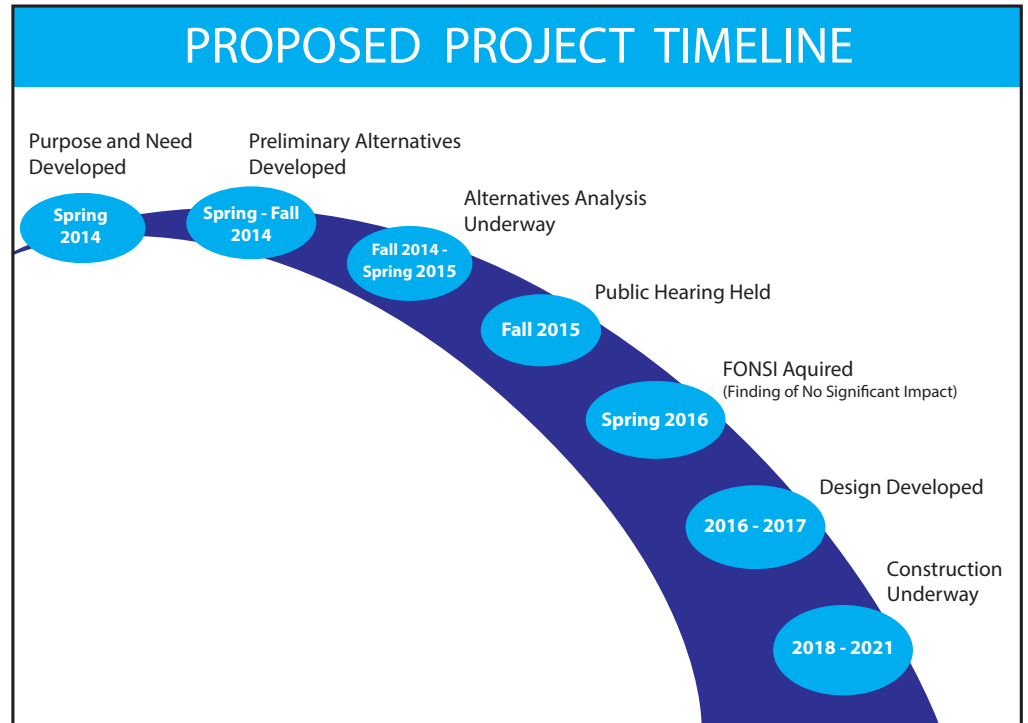 PROPOSED PROJECT TIMELINE
Purpose and Need
Developed
Spring
2014
Preliminary Alternatives
Developed
Spring - Fall
2014
Alternatives Analysis
Underway
Fall 2014 -
Spring 2015
Public Hearing Held
Fall 2015
FONSI Aquired
(Finding of No Significant Impact)
Spring 2016
Design Developed
2016 - 2017
Construction
Underway
2018 - 2021